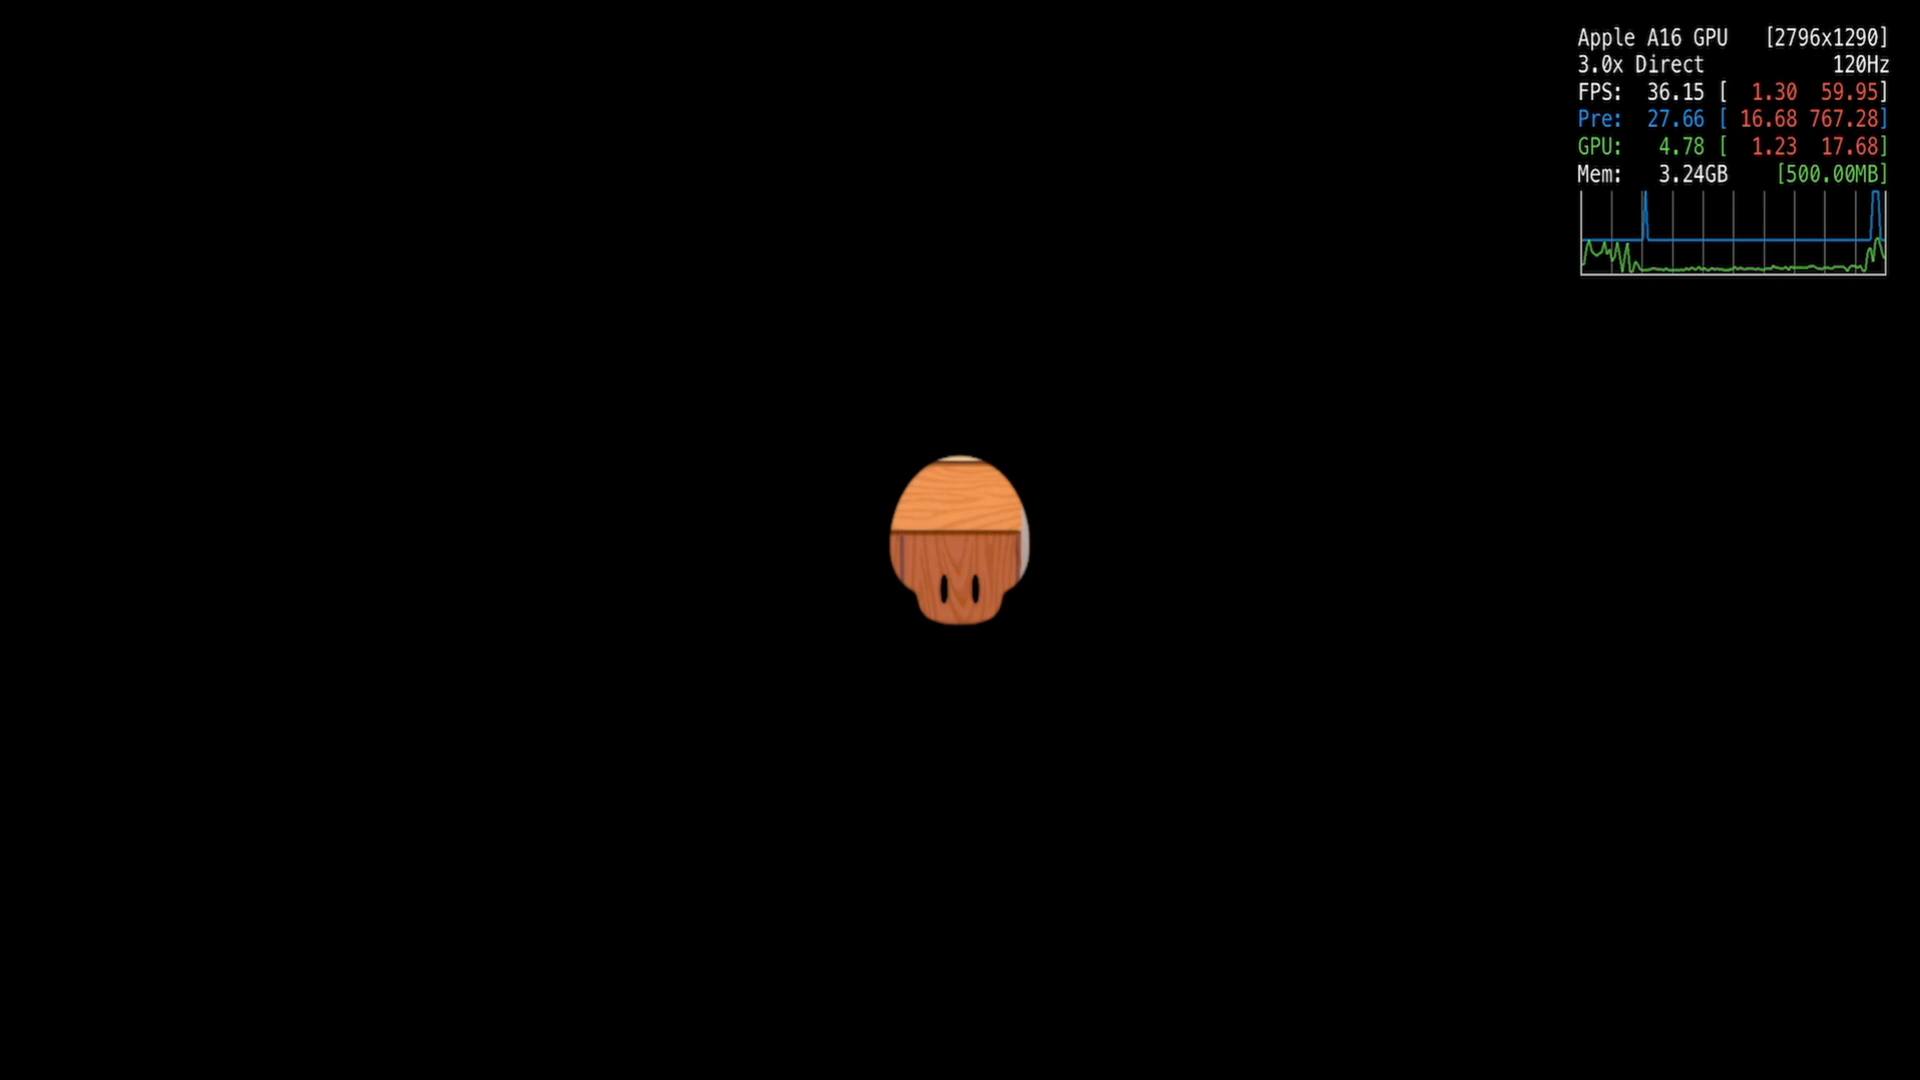 Apple A16 GPU [2796x1290]
3.0x Direct 120Hz
FPS: 36.15 [ 1.30 59.95]
Pre: 27.66 [ 16.68 767.28]
GPU: 4.78 [ 1.23 17.68]
Mem: 3.24GB [500.00MB]